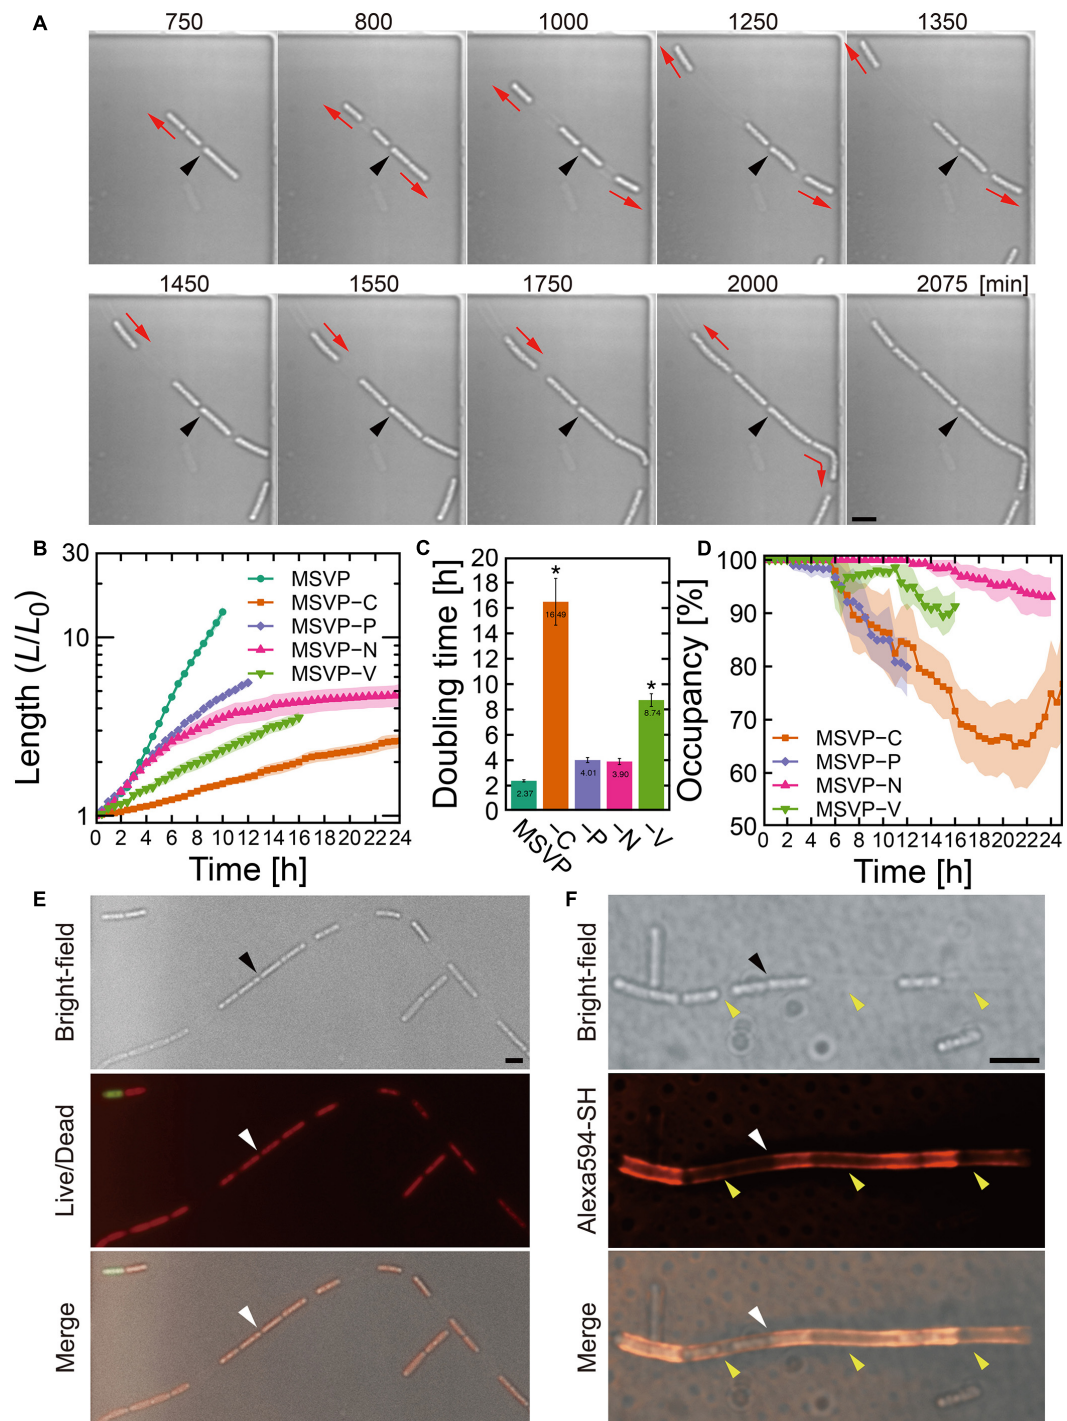 A
750 800 1000 1250 1350
1450 1550 1750 2000 2075 [min]
B
Length (L/L0)
30
10
1
MSVP
MSVP-C
MSVP-P
MSVP-N
MSVP-V
0 2 4 6 8 10 12 14 16 18 20 22 24
Time [h]
C
Doubling time [h]
20
18
16
14
12
10
8
6
4
2
0
*
*
2.37
16.49
4.01
3.90
8.74
MSVP
-C
-P
-N
-V
D
Occupancy [%]
100
90
80
70
60
50
MSVP-C
MSVP-P
MSVP-N
MSVP-V
0 2 4 6 8 10 12 14 16 18 20 22 24
Time [h]
E
Bright-field
Live/Dead
Merge
F
Bright-field
Alexa594-SH
Merge